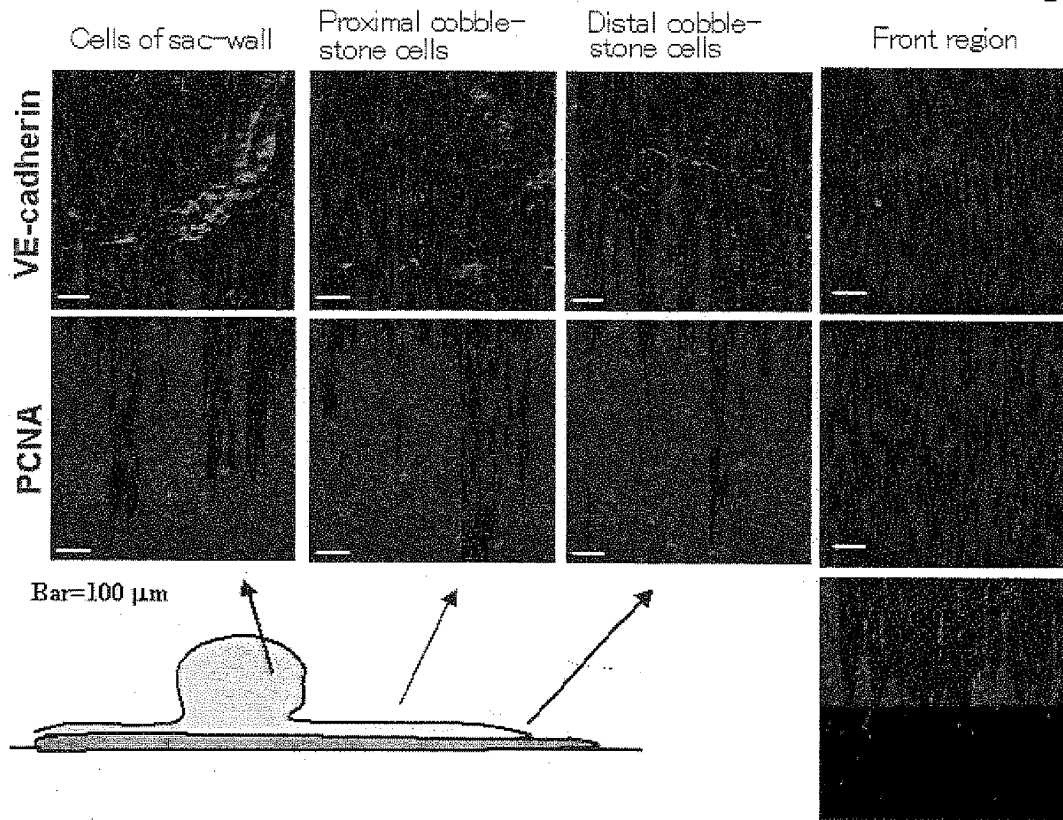 Cells of sac-wall
Proximal cobble-
stone cells
Distal cobble-
stone cells
Front region
VE-cadherin
PCNA
Bar=100 μm